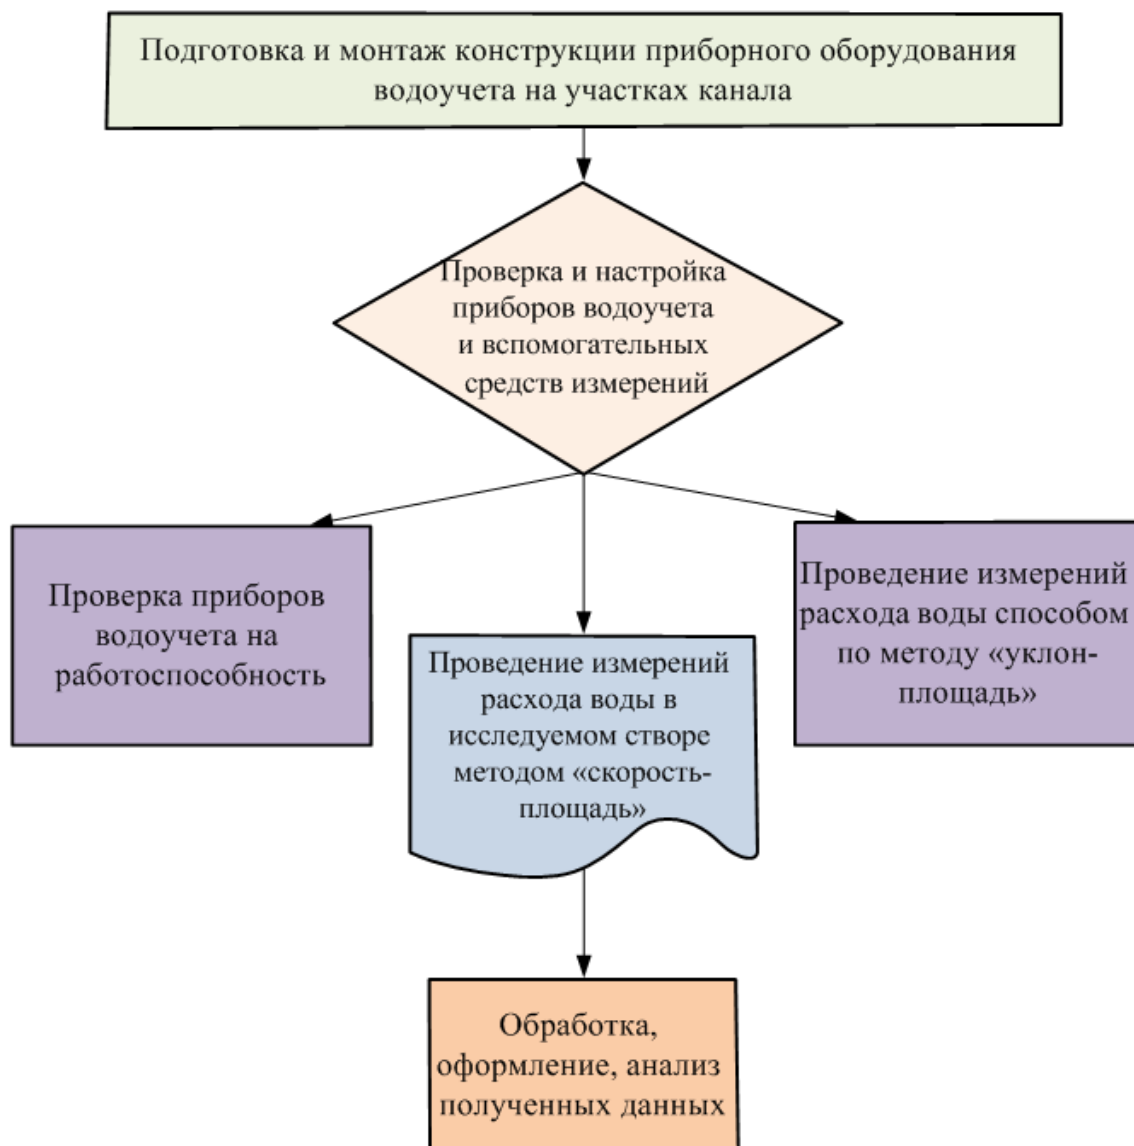 Подготовка и монтаж конструкции приборного оборудования
водоучета на участках канала
Проверка и настройка
приборов водоучета
и вспомогательных
средств измерений
Проверка приборов
водоучета на
работоспособность
Проведение измерений
расхода воды в
исследуемом створе
методом «скорость-
площадь»
Проведение измерений
расхода воды способом
по методу «уклон-
площадь»
Обработка,
оформление, анализ
полученных данных